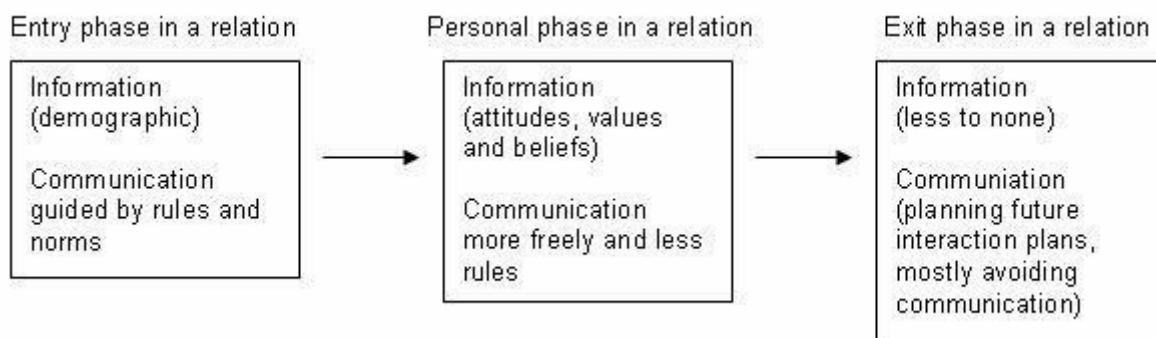 Entry phase in a relation
Information
(demographic)
Communication
guided by rules and
norms
Personal phase in a relation
Information
(attitudes, values
and beliefs)
Communication
more freely and less
rules
Exit phase in a relation
Information
(less to none)
Communiation
(planning future
interaction plans,
mostly avoiding
communication)